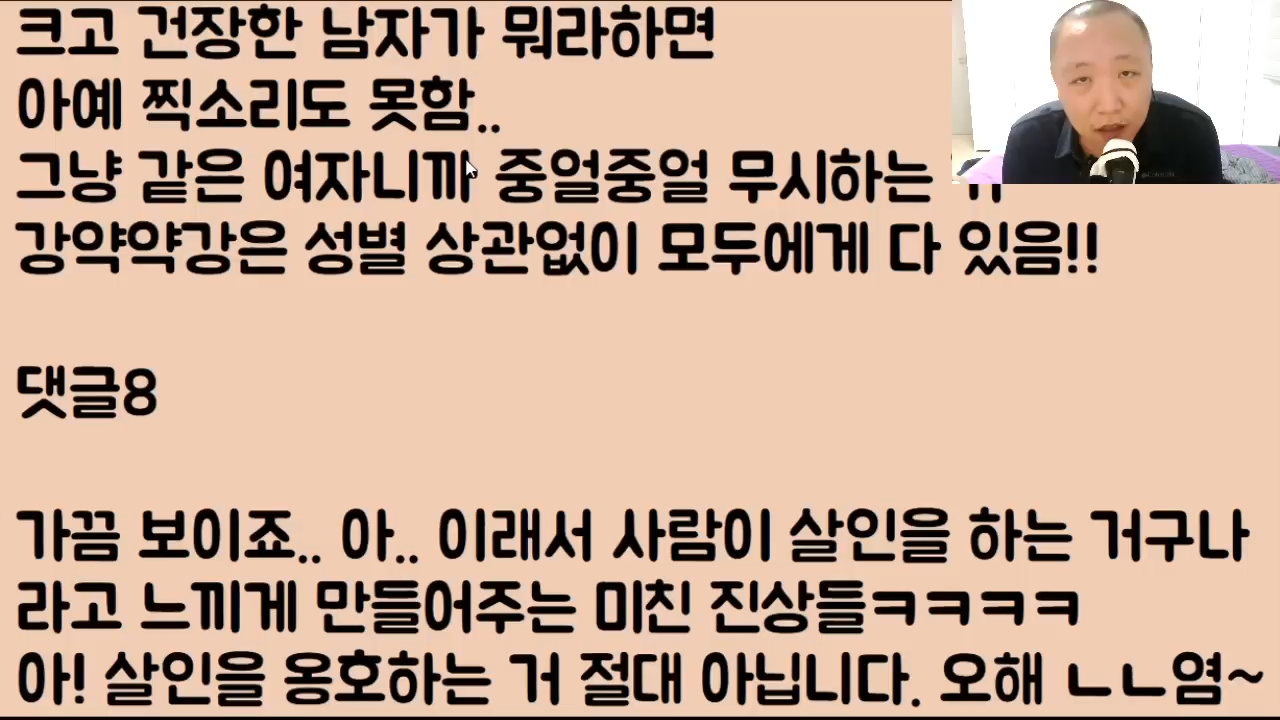 크고 건장한 남자가 뭐라하면
아예 찍소리도 못함..
그냥 같은 여자니까 중얼중얼 무시하는
강약약강은 성별 상관없이 모두에게 다 있음!!
댓글8
가끔 보이죠.. 아.. 이래서 사람이 살인을 하는 거구나
라고 느끼게 만들어주는 미친 진상들ㅋㅋㅋㅋ
아! 살인을 옹호하는 거 절대 아닙니다. 오해 ㄴㄴ염~